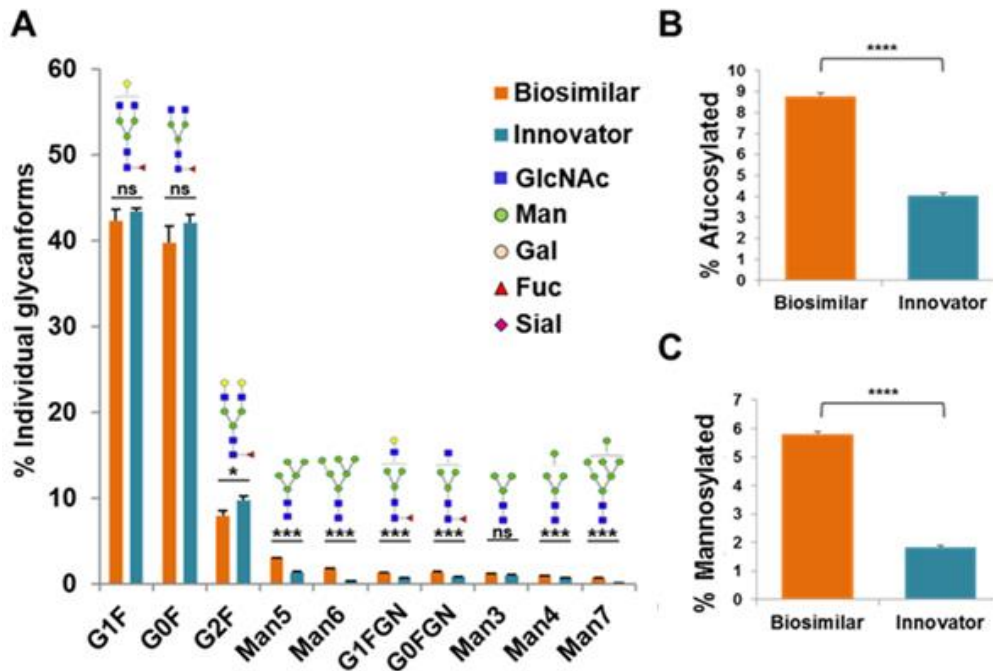 A
% Individual glycanforms
60
50
40
30
20
10
0
ns
ns
*
***
***
***
***
ns
***
***
G1F
G0F
G2F
Man5
Man6
G1FGN
G0FGN
Man3
Man4
Man7
Biosimilar
Innovator
GlcNAc
Man
Gal
Fuc
Sial
B
% Afucosylated
****
10
9
8
7
6
5
4
3
2
1
0
Biosimilar
Innovator
C
% Mannosylated
****
7
6
5
4
3
2
1
0
Biosimilar
Innovator